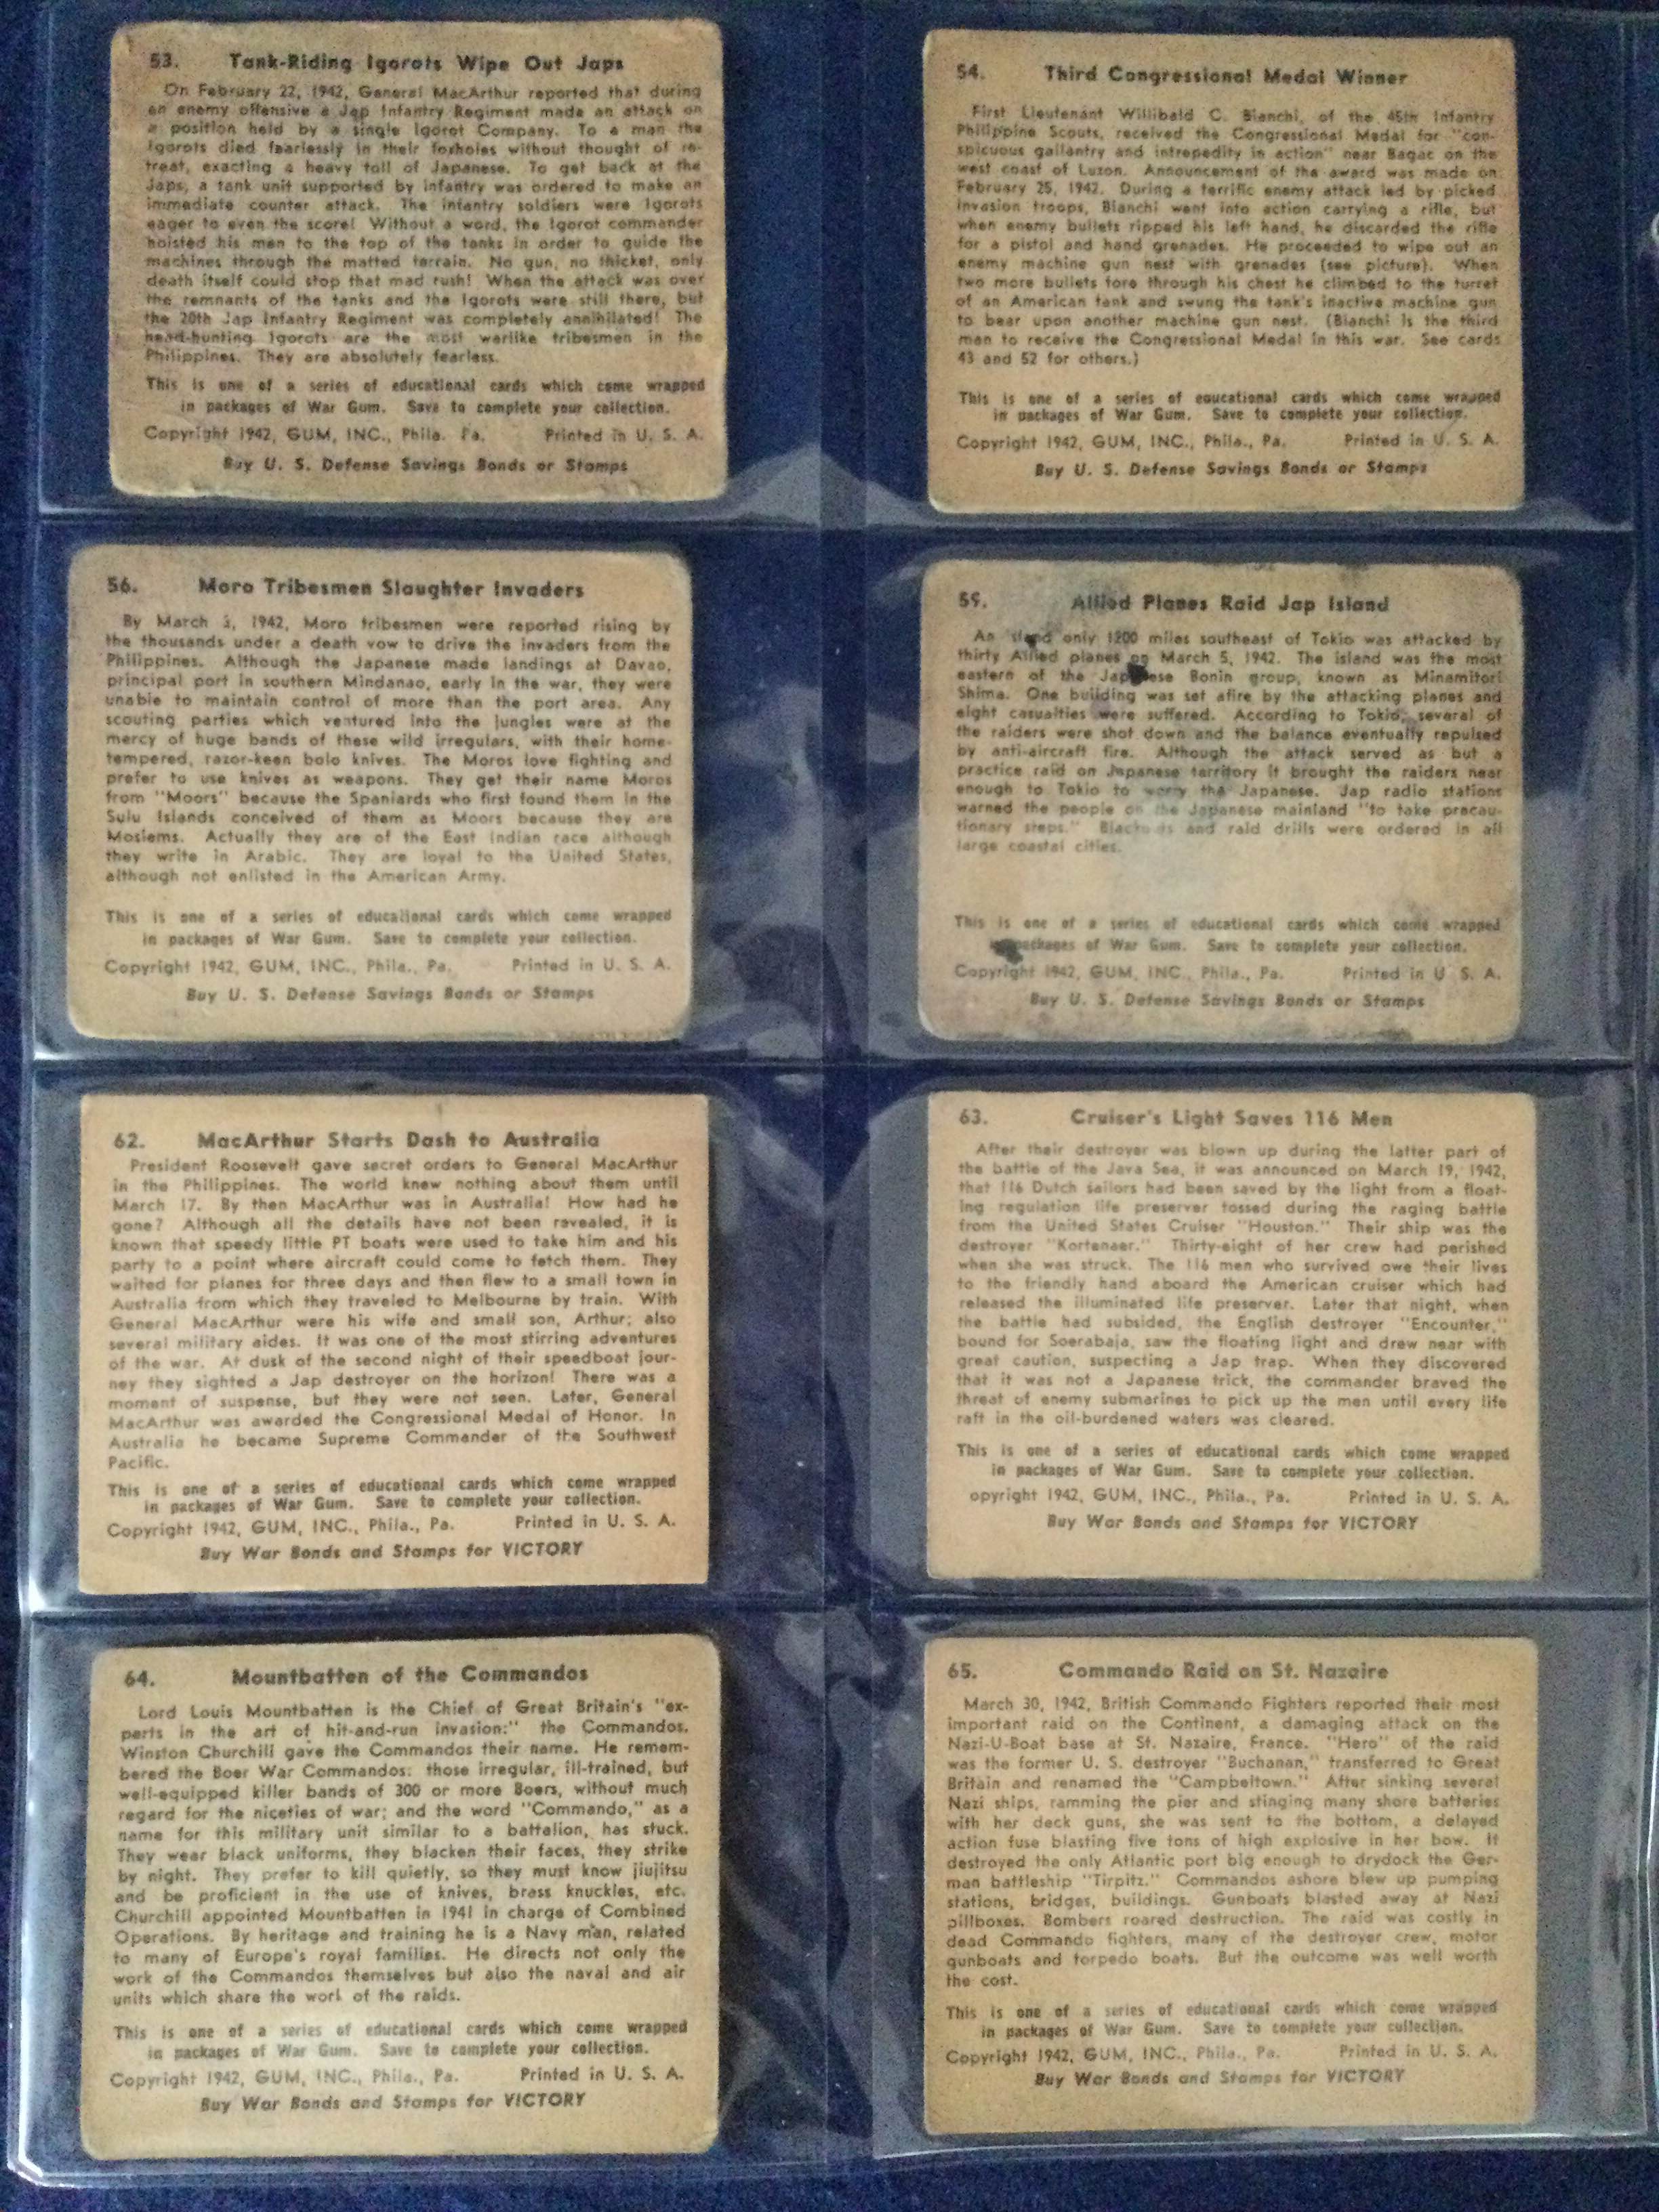 53. Tank-Riding Igorots Wipe Out Japs
On February 22, 1942, General MacArthur reported that during
an enemy offensive a Jap Infantry Regiment made an attack on
a position held by a single Igorot Company. To a man the
Igorots died fearlessly in their foxholes without thought of re-
treat, exacting a heavy toll of Japanese. To get back at the
Japs, a tank unit supported by infantry was ordered to make an
immediate counter attack. The infantry soldiers were Igorots
eager to even the score! Without a word, the Igorot commander
hoisted his men to the top of the tanks in order to guide the
machines through the matted terrain. No gun, no thicket, only
death itself could stop that mad rush! When the attack was over
the remnants of the tanks and the Igorots were still there, but
the 20th Jap Infantry Regiment was completely annihilated! The
head-hunting Igorots are the most warlike tribesmen in the
Philippines. They are absolutely fearless.
This is one of a series of educational cards which come wrapped
in packages of War Gum. Save to complete your collection.
Copyright 1942, GUM, INC., Phila. Pa. Printed in U. S. A.
Buy U. S. Defense Savings Bonds or Stamps
54. Third Congressional Medal Winner
First Lieutenant Willibald C. Bianchi, of the 45th Infantry
Philippine Scouts, received the Congressional Medal for "con-
spicuous gallantry and intrepedity in action" near Bagac on the
west coast of Luzon. Announcement of the award was made on
February 25, 1942. During a terrific enemy attack led by picked
invasion troops, Bianchi went into action carrying a rifle, but
when enemy bullets ripped his left hand, he discarded the rifle
for a pistol and hand grenades. He proceeded to wipe out an
enemy machine gun nest with grenades (see picture). When
two more bullets tore through his chest he climbed to the turret
of an American tank and swung the tank's inactive machine gun
to bear upon another machine gun nest. (Bianchi is the third
man to receive the Congressional Medal in this war. See cards
43 and 52 for others.)
This is one of a series of educational cards which come wrapped
in packages of War Gum. Save to complete your collection.
Copyright 1942, GUM, INC., Phila., Pa. Printed in U. S. A.
Buy U. S. Defense Savings Bonds or Stamps
56. Moro Tribesmen Slaughter Invaders
By March 3, 1942, Moro tribesmen were reported rising by
the thousands under a death vow to drive the invaders from the
Philippines. Although the Japanese made landings at Davao,
principal port in southern Mindanao, early in the war, they were
unable to maintain control of more than the port area. Any
scouting parties which ventured into the jungles were at the
mercy of huge bands of these wild irregulars, with their home-
tempered, razor-keen bolo knives. The Moros love fighting and
prefer to use knives as weapons. They get their name Moros
from "Moors" because the Spaniards who first found them in the
Sulu Islands conceived of them as Moors because they are
Moslems. Actually they are of the East Indian race although
they write in Arabic. They are loyal to the United States,
although not enlisted in the American Army.
This is one of a series of educational cards which come wrapped
in packages of War Gum. Save to complete your collection.
Copyright 1942, GUM, INC., Phila., Pa. Printed in U. S. A.
Buy U. S. Defense Savings Bonds or Stamps
59. Allied Planes Raid Jap Island
An island only 1200 miles southeast of Tokio was attacked by
thirty Allied planes on March 5, 1942. The island was the most
eastern of the Japanese Bonin group, known as Minamitori
Shima. One building was set afire by the attacking planes and
eight casualties were suffered. According to Tokio, several of
the raiders were shot down and the balance eventually repulsed
by anti-aircraft fire. Although the attack served as but a
practice raid on Japanese territory it brought the raiders near
enough to Tokio to worry the Japanese. Jap radio stations
warned the people on the Japanese mainland "to take precau-
tionary steps." Blackouts and raid drills were ordered in all
large coastal cities.
This is one of a series of educational cards which come wrapped
in packages of War Gum. Save to complete your collection.
Copyright 1942, GUM, INC., Phila., Pa. Printed in U S. A.
Buy U. S. Defense Savings Bonds or Stamps
62. MacArthur Starts Dash to Australia
President Roosevelt gave secret orders to General MacArthur
in the Philippines. The world knew nothing about them until
March 17. By then MacArthur was in Australia! How had he
gone? Although all the details have not been revealed, it is
known that speedy little PT boats were used to take him and his
party to a point where aircraft could come to fetch them. They
waited for planes for three days and then flew to a small town in
Australia from which they traveled to Melbourne by train. With
General MacArthur were his wife and small son, Arthur; also
several military aides. It was one of the most stirring adventures
of the war. At dusk of the second night of their speedboat jour-
ney they sighted a Jap destroyer on the horizon! There was a
moment of suspense, but they were not seen. Later, General
MacArthur was awarded the Congressional Medal of Honor. In
Australia he became Supreme Commander of the Southwest
Pacific.
This is one of a series of educational cards which come wrapped
in packages of War Gum. Save to complete your collection.
Copyright 1942, GUM, INC., Phila., Pa. Printed in U. S. A.
Buy War Bonds and Stamps for VICTORY
63. Cruiser's Light Saves 116 Men
After their destroyer was blown up during the latter part of
the battle of the Java Sea, it was announced on March 19, 1942,
that 116 Dutch sailors had been saved by the light from a float-
ing regulation life preserver tossed during the raging battle
from the United States Cruiser "Houston." Their ship was the
destroyer "Kortenaer." Thirty-eight of her crew had perished
when she was struck. The 116 men who survived owe their lives
to the friendly hand aboard the American cruiser which had
released the illuminated life preserver. Later that night, when
the battle had subsided, the English destroyer "Encounter,"
bound for Soerabaja, saw the floating light and drew near with
great caution, suspecting a Jap trap. When they discovered
that it was not a Japanese trick, the commander braved the
threat of enemy submarines to pick up the men until every life
raft in the oil-burdened waters was cleared.
This is one of a series of educational cards which come wrapped
in packages of War Gum. Save to complete your collection.
opyright 1942, GUM, INC., Phila., Pa. Printed in U. S. A.
Buy War Bonds and Stamps for VICTORY
64. Mountbatten of the Commandos
Lord Louis Mountbatten is the Chief of Great Britain's "ex-
perts in the art of hit-and-run invasion:" the Commandos.
Winston Churchill gave the Commandos their name. He remem-
bered the Boer War Commandos: those irregular, ill-trained, but
well-equipped killer bands of 300 or more Boers, without much
regard for the niceties of war; and the word "Commando," as a
name for this military unit similar to a battalion, has stuck.
They wear black uniforms, they blacken their faces, they strike
by night. They prefer to kill quietly, so they must know jiujitsu
and be proficient in the use of knives, brass knuckles, etc.
Churchill appointed Mountbatten in 1941 in charge of Combined
Operations. By heritage and training he is a Navy man, related
to many of Europe's royal families. He directs not only the
work of the Commandos themselves but also the naval and air
units which share the work of the raids.
This is one of a series of educational cards which come wrapped
in packages of War Gum. Save to complete your collection.
Copyright 1942, GUM, INC., Phila., Pa. Printed in U. S. A.
Buy War Bonds and Stamps for VICTORY
65. Commando Raid on St. Nazaire
March 30, 1942, British Commando Fighters reported their most
important raid on the Continent, a damaging attack on the
Nazi-U-Boat base at St. Nazaire, France. "Hero" of the raid
was the former U. S. destroyer "Buchanan," transferred to Great
Britain and renamed the "Campbeltown." After sinking several
Nazi ships, ramming the pier and stinging many shore batteries
with her deck guns, she was sent to the bottom, a delayed
action fuse blasting five tons of high explosive in her bow. It
destroyed the only Atlantic port big enough to drydock the Ger-
man battleship "Tirpitz." Commandos ashore blew up pumping
stations, bridges, buildings. Gunboats blasted away at Nazi
pillboxes. Bombers roared destruction. The raid was costly in
dead Commando fighters, many of the destroyer crew, motor
gunboats and torpedo boats. But the outcome was well worth
the cost.
This is one of a series of educational cards which come wrapped
in packages of War Gum. Save to complete your collection.
Copyright 1942, GUM, INC., Phila., Pa. Printed in U. S. A.
Buy War Bonds and Stamps for VICTORY